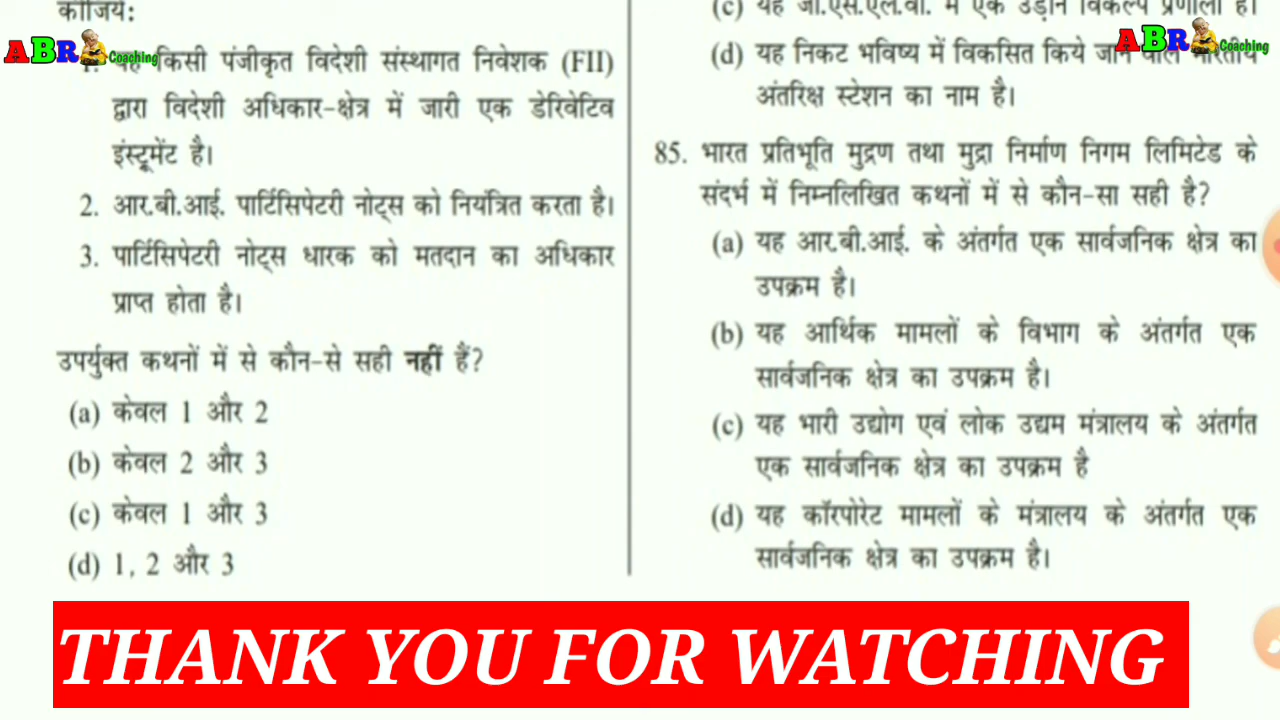 कीजिये:
1. यह किसी पंजीकृत विदेशी संस्थागत निवेशक (FII)
द्वारा विदेशी अधिकार-क्षेत्र में जारी एक डेरिवेटिव
इंस्ट्रूमेंट है।
2. आर.बी.आई. पार्टिसिपेटरी नोट्स को नियंत्रित करता है।
3. पार्टिसिपेटरी नोट्स धारक को मतदान का अधिकार
प्राप्त होता है।
उपर्युक्त कथनों में से कौन-से सही नहीं हैं?
(a) केवल 1 और 2
(b) केवल 2 और 3
(c) केवल 1 और 3
(d) 1, 2 और 3
(c) यह जी.एस.एल.वी. में एक उड़ान विकल्प प्रणाली है।
(d) यह निकट भविष्य में विकसित किये जाने वाले भारतीय
अंतरिक्ष स्टेशन का नाम है।
85. भारत प्रतिभूति मुद्रण तथा मुद्रा निर्माण निगम लिमिटेड के
संदर्भ में निम्नलिखित कथनों में से कौन-सा सही है?
(a) यह आर.बी.आई. के अंतर्गत एक सार्वजनिक क्षेत्र का
उपक्रम है।
(b) यह आर्थिक मामलों के विभाग के अंतर्गत एक
सार्वजनिक क्षेत्र का उपक्रम है।
(c) यह भारी उद्योग एवं लोक उद्यम मंत्रालय के अंतर्गत
एक सार्वजनिक क्षेत्र का उपक्रम है
(d) यह कॉरपोरेट मामलों के मंत्रालय के अंतर्गत एक
सार्वजनिक क्षेत्र का उपक्रम है।
ABR Coaching
ABR Coaching
THANK YOU FOR WATCHING